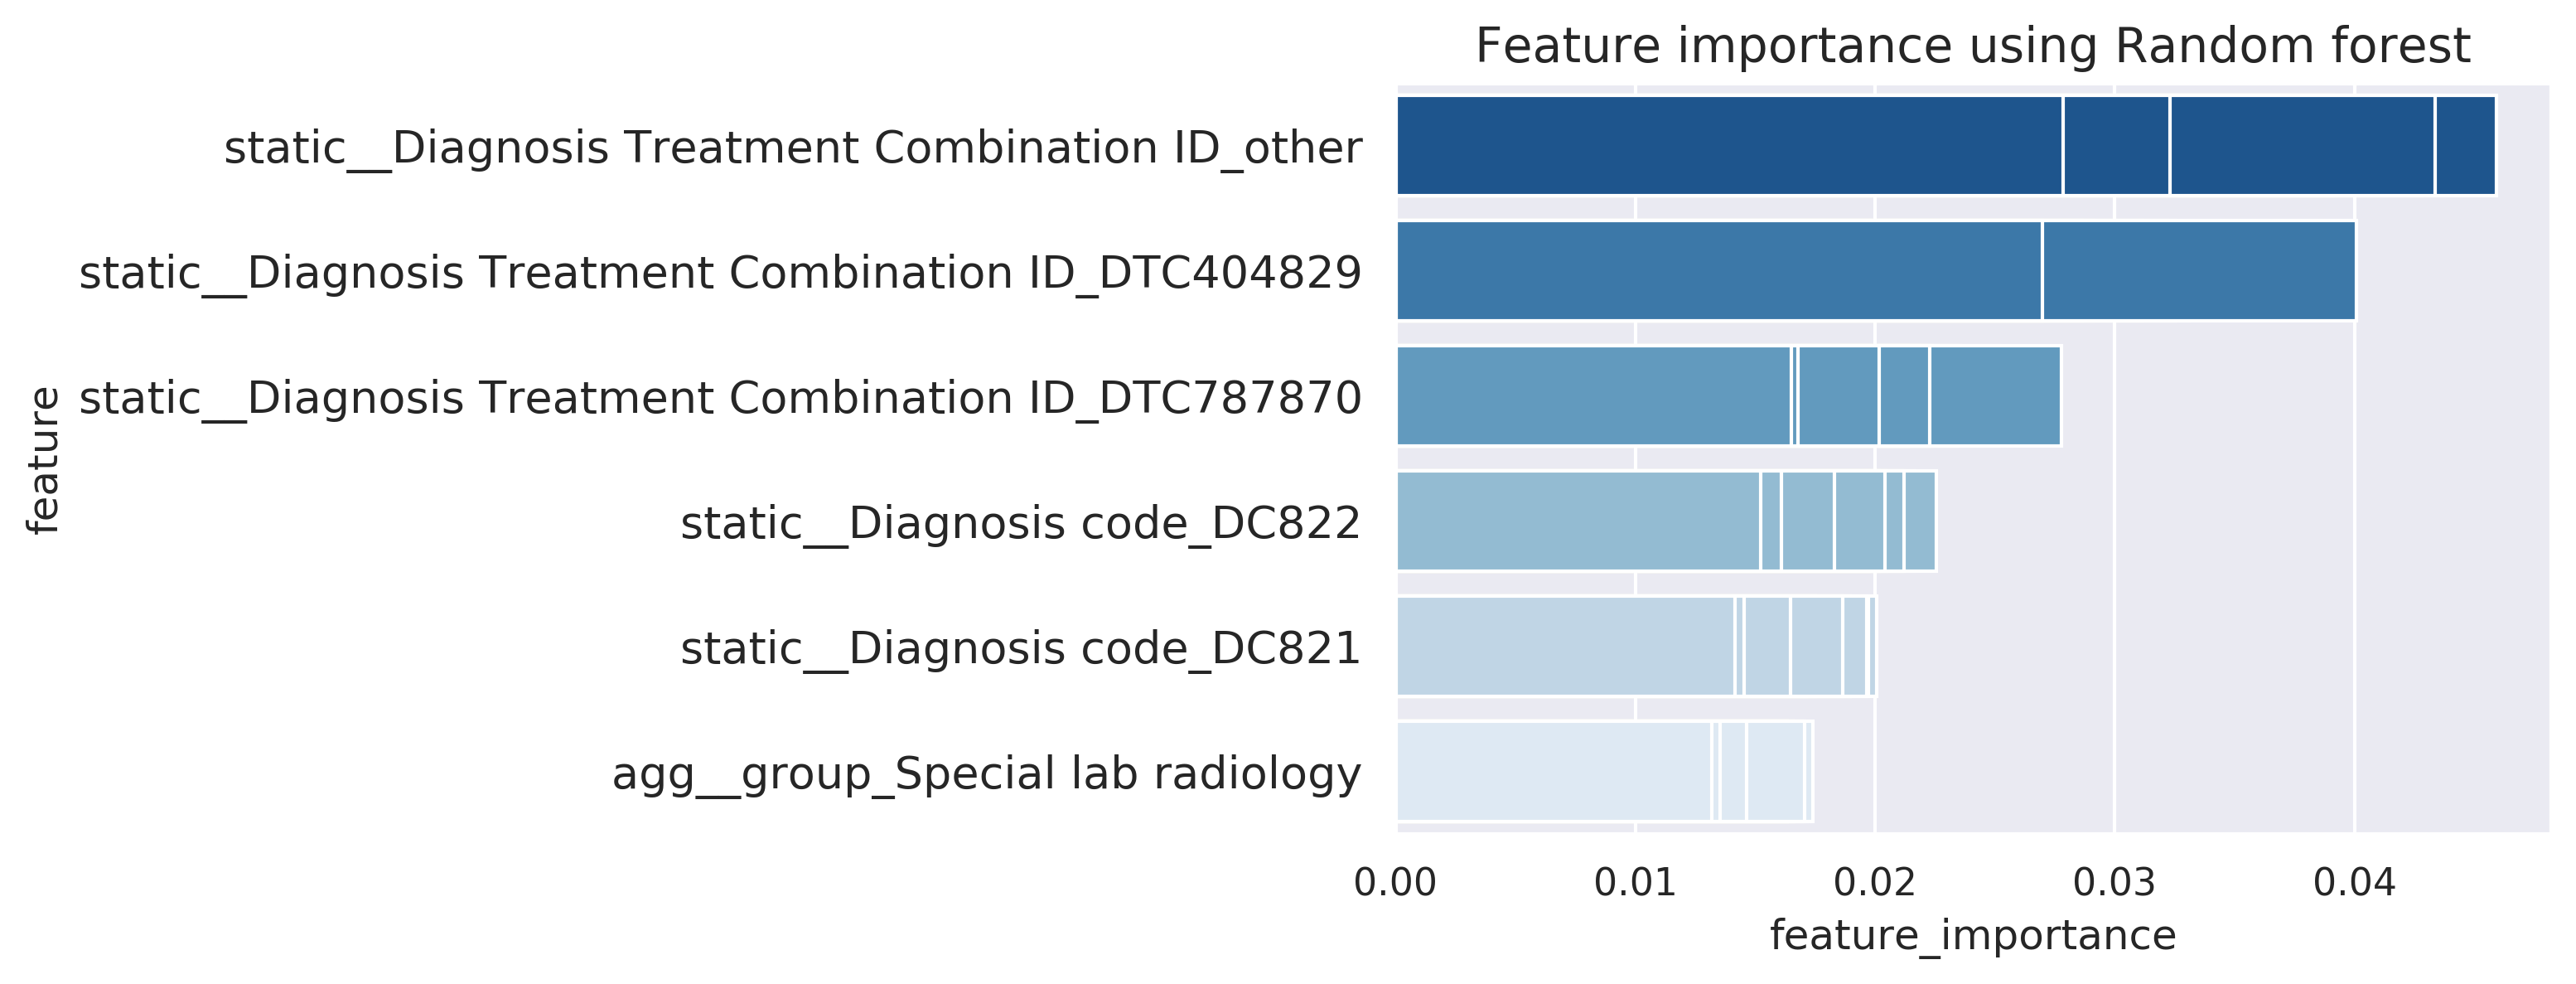 Feature importance using Random forest
static__Diagnosis Treatment Combination ID_other
static__Diagnosis Treatment Combination ID_DTC404829
static__Diagnosis Treatment Combination ID_DTC787870
static__Diagnosis code_DC822
static__Diagnosis code_DC821
agg__group_Special lab radiology
feature
0.00 0.01 0.02 0.03 0.04
feature_importance